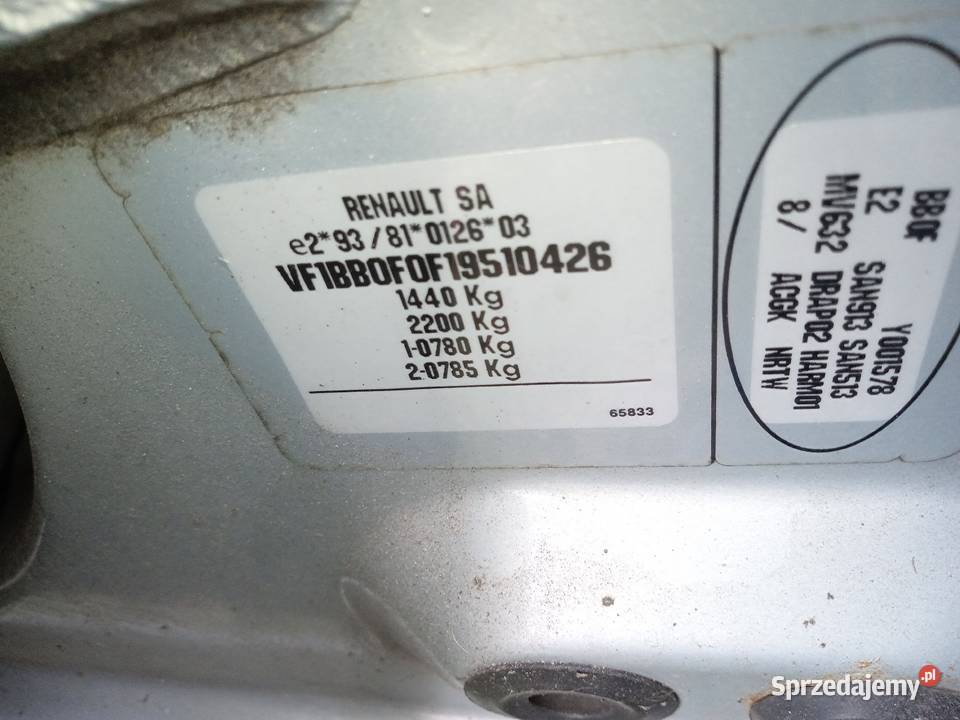 RENAULT SA
e2*93/81*0126*03
VF1BB0F0F19510426
1440 Kg
2200 Kg
1-0780 Kg
2-0785 Kg
65833
BB0F Y001578
E2 SAN913 SAN513
MVG632 DRAP02 HARM01
8/ ACGK NRTW
Sprzedajemy.pl